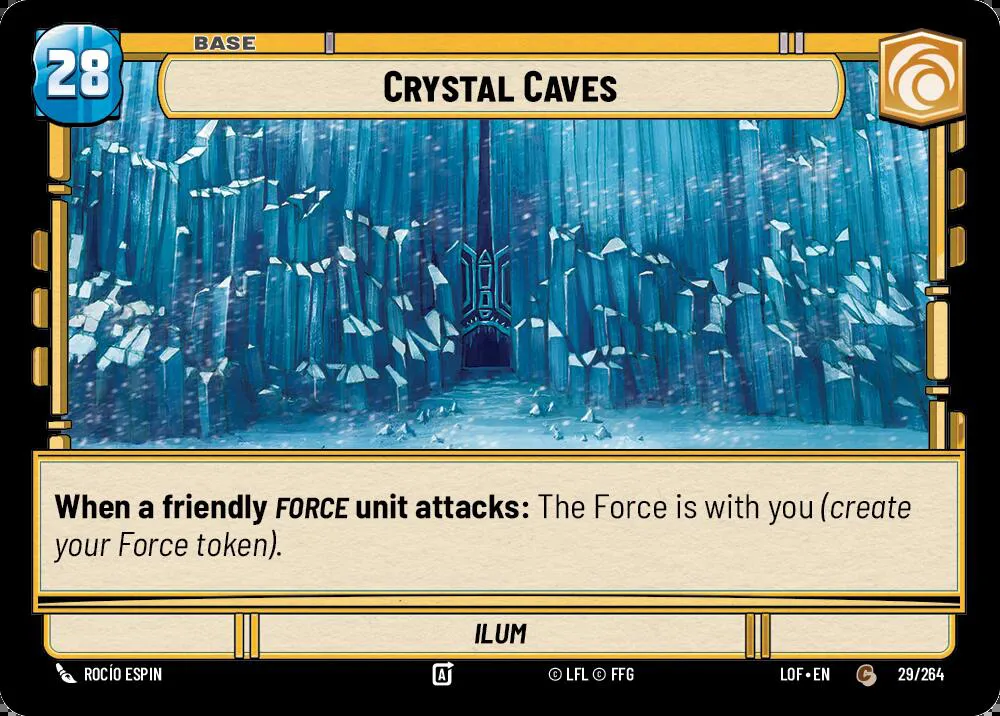 BASE
28
CRYSTAL CAVES
When a friendly FORCE unit attacks: The Force is with you (create
your Force token).
ILUM
ROCÍO ESPIN
A
© LFL © FFG
LOF • EN
C
29/264